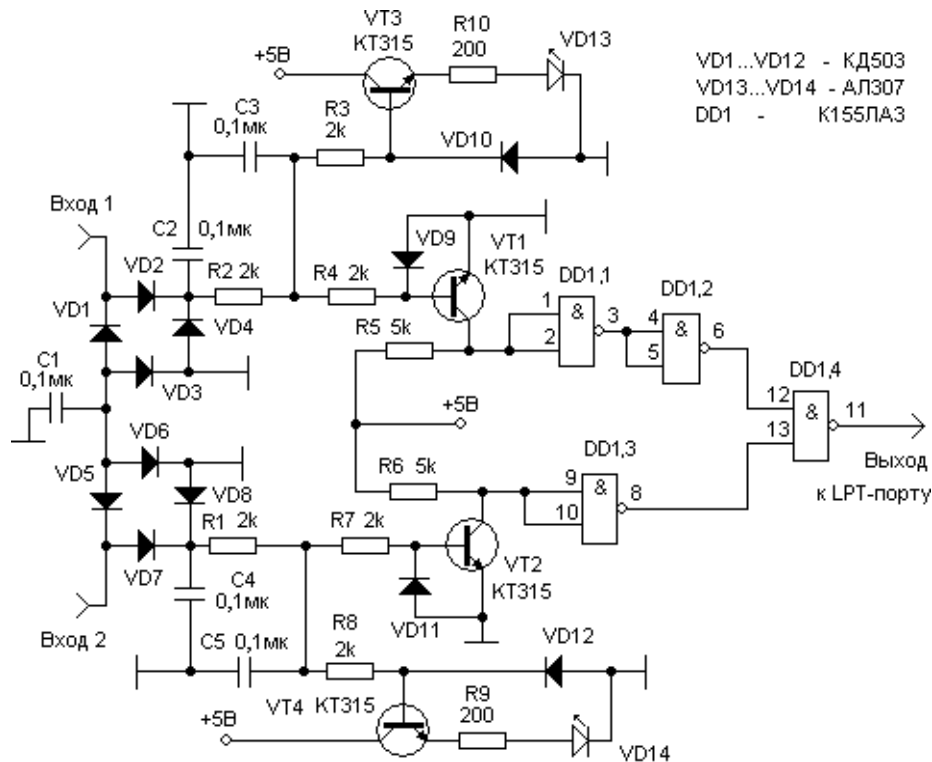 VT3
КТ315
R10
200
VD13
+5В
VD1...VD12 - КД503
VD13...VD14 - АЛ307
DD1 - К155ЛА3
C3
0,1мк
R3
2k
VD10
Вход 1
C2
0,1мк
VD9
VT1
КТ315
VD2
R2 2k
R4 2k
DD1,1
VD1
VD4
R5 5k
1
2
&
3
DD1,2
4
5
&
6
C1
0,1мк
VD3
DD1,4
+5В
12
13
&
11
VD6
DD1,3
Выход
к LPT-порту
VD5
VD8
R6 5k
9
10
&
8
R1 2k
R7 2k
VD7
VT2
КТ315
C4
0,1мк
VD11
Вход 2
C5 0,1мк
R8
2k
VD12
VT4 КТ315
R9
200
+5В
VD14